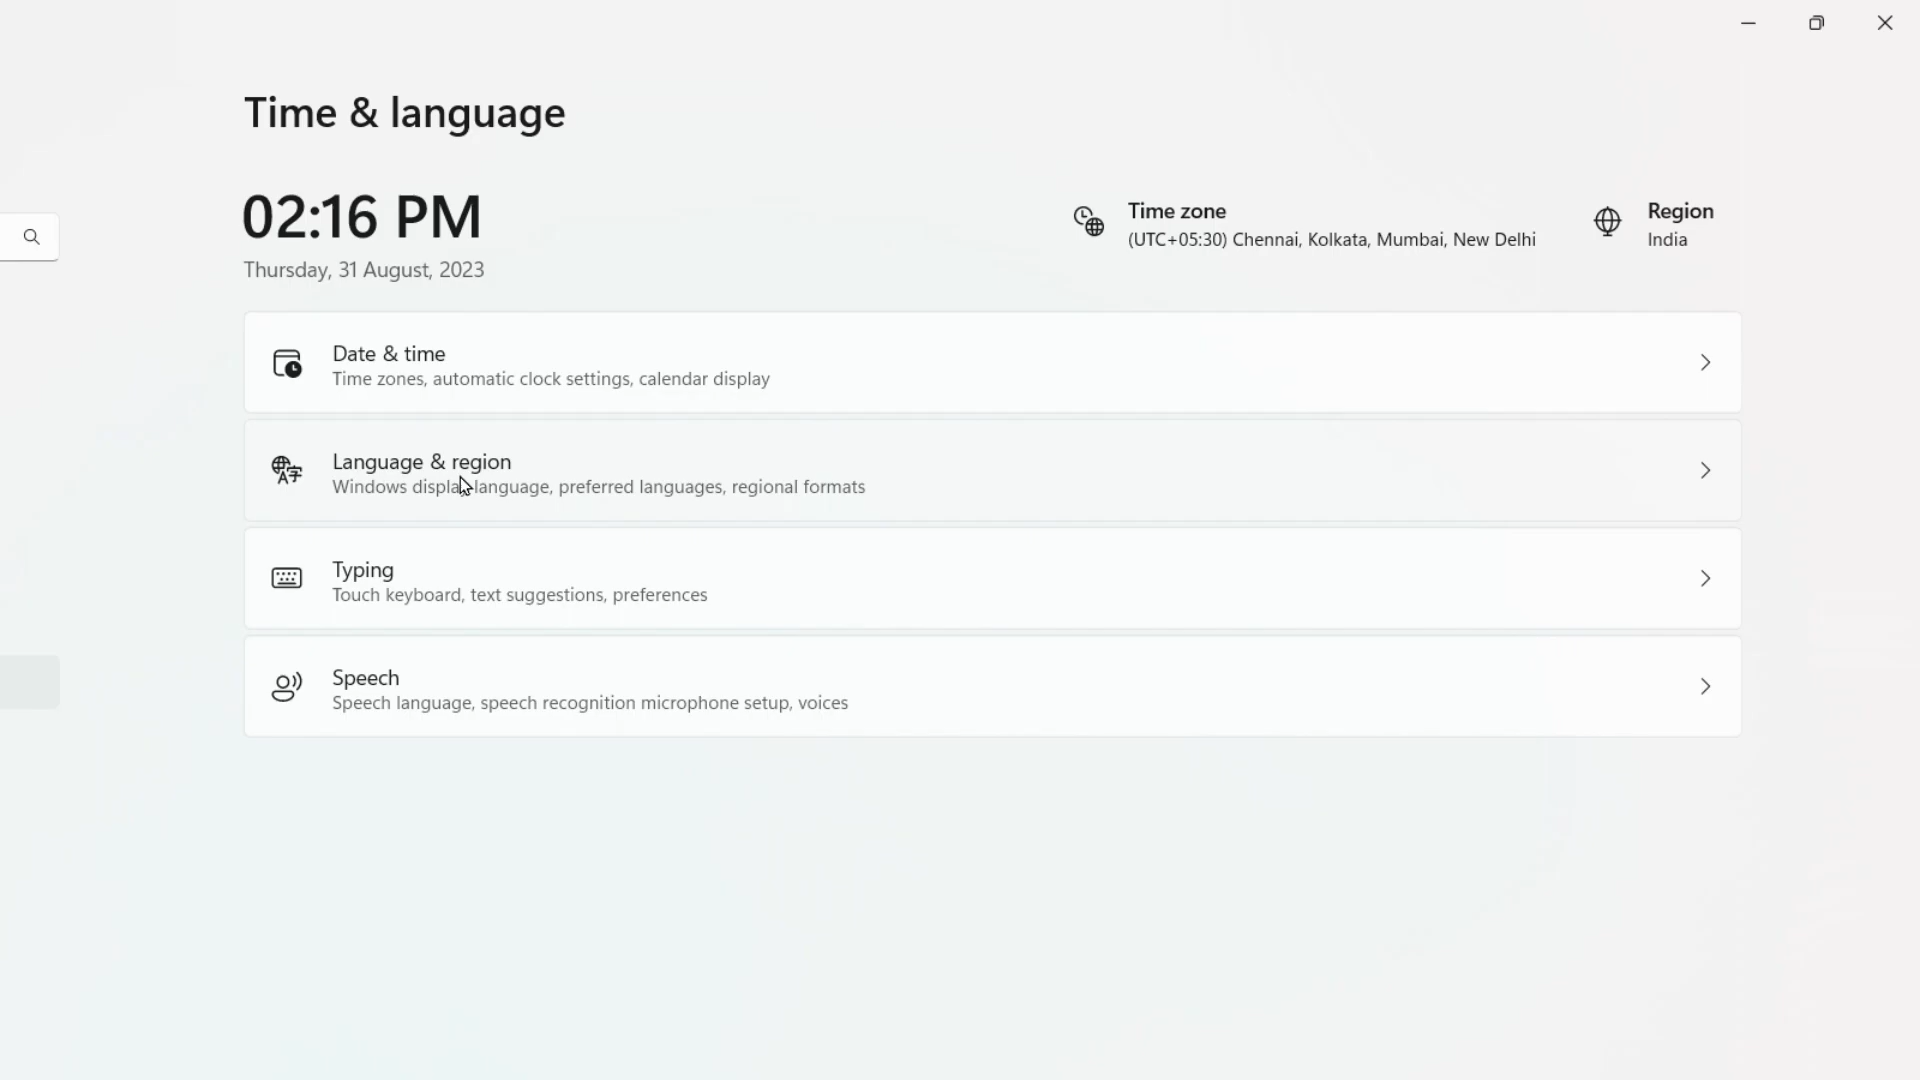 Time & language
02:16 PM
Thursday, 31 August, 2023
Time zone
(UTC+05:30) Chennai, Kolkata, Mumbai, New Delhi
Region
India
Date & time
Time zones, automatic clock settings, calendar display
Language & region
Windows display language, preferred languages, regional formats
Typing
Touch keyboard, text suggestions, preferences
Speech
Speech language, speech recognition microphone setup, voices